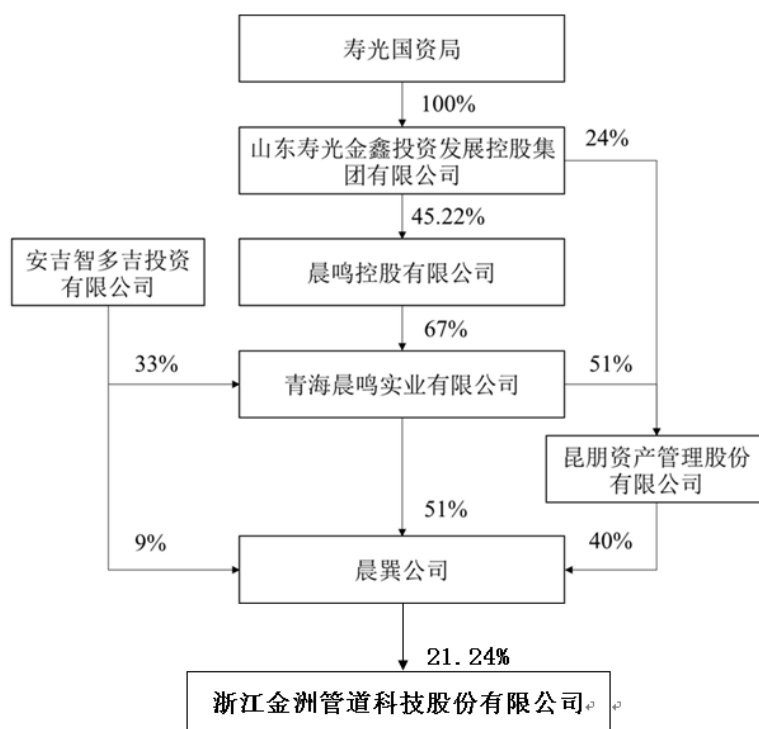 寿光国资局
100%
山东寿光金鑫投资发展控股集
团有限公司
24%
45.22%
安吉智多吉投资
有限公司
晨鸣控股有限公司
67%
33%
青海晨鸣实业有限公司
51%
昆朋资产管理股份
有限公司
51%
9%
40%
晨巽公司
21.24%
浙江金洲管道科技股份有限公司